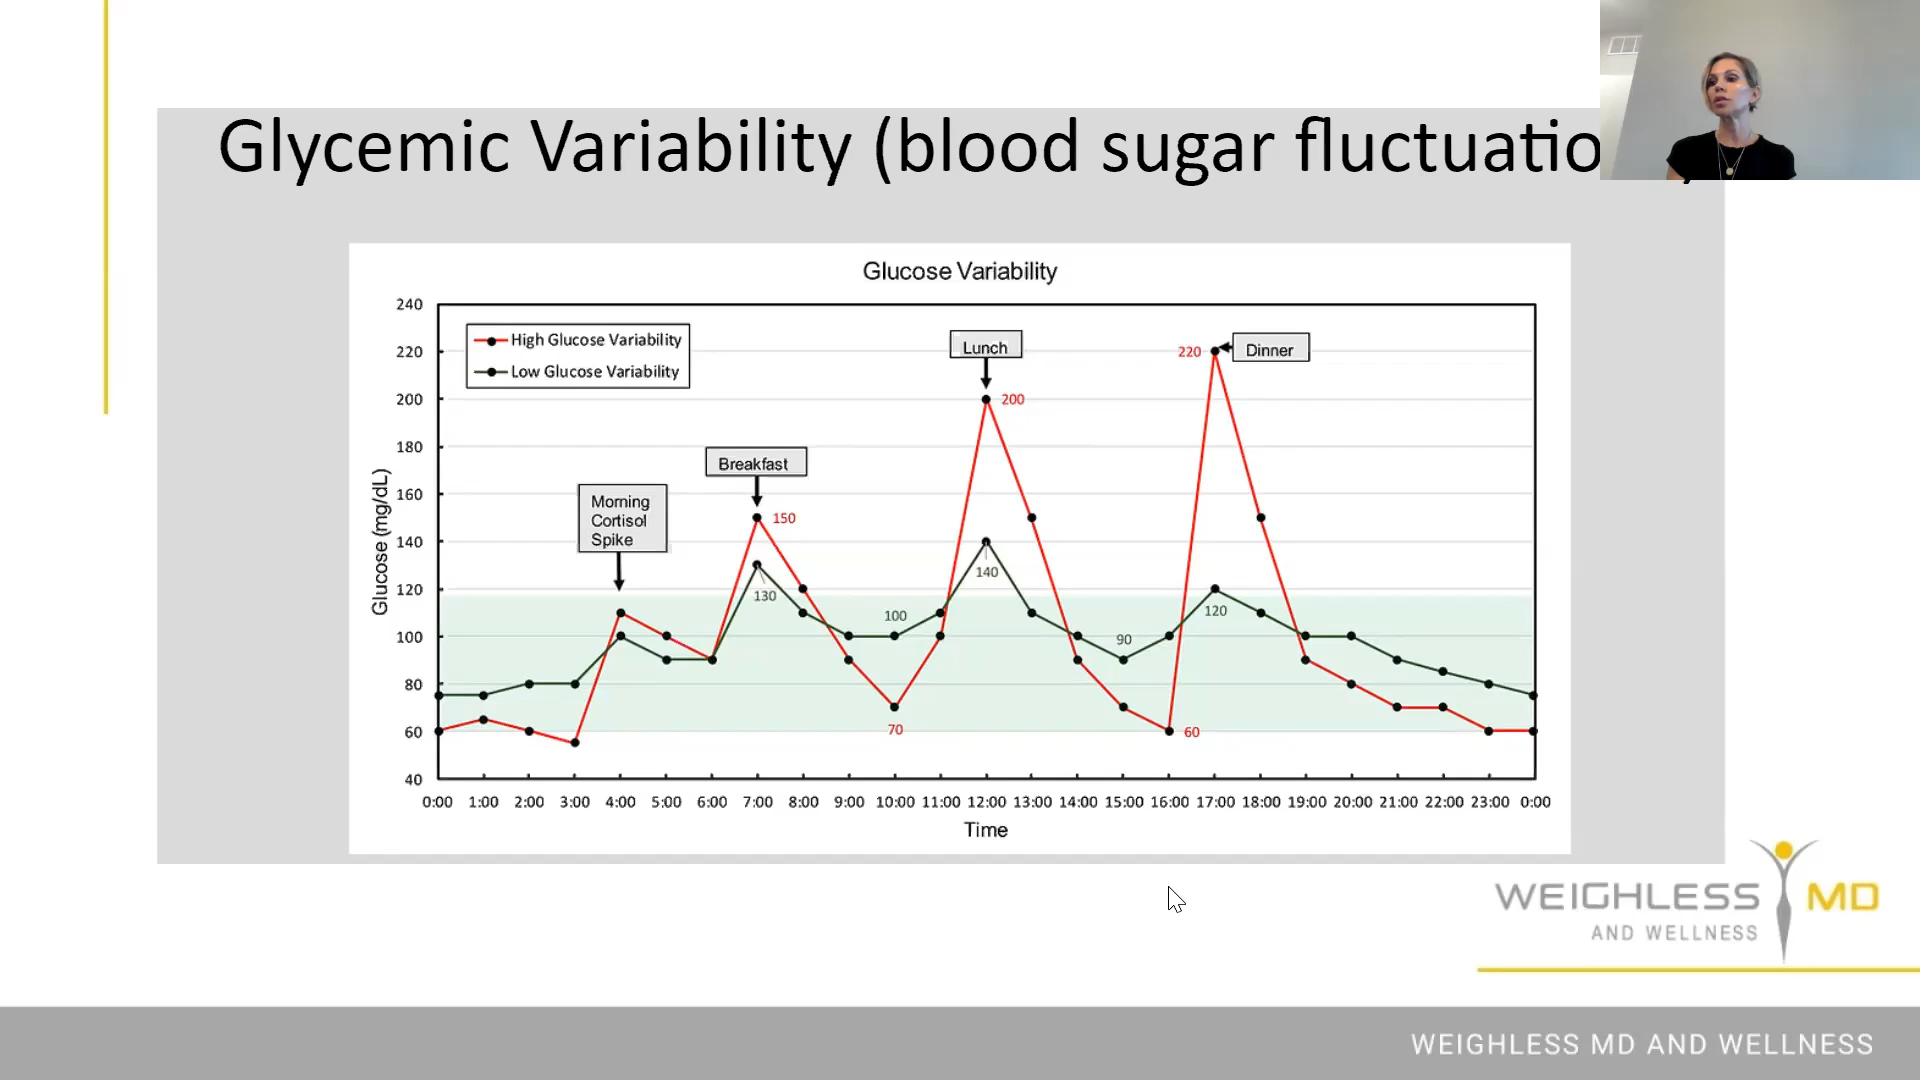 Glycemic Variability (blood sugar fluctuatio
Glucose Variability
High Glucose Variability
Low Glucose Variability
Morning
Cortisol
Spike
Breakfast
Lunch
Dinner
150
130
70
100
200
140
90
60
220
120
Glucose (mg/dL)
240
220
200
180
160
140
120
100
80
60
40
0:00 1:00 2:00 3:00 4:00 5:00 6:00 7:00 8:00 9:00 10:00 11:00 12:00 13:00 14:00 15:00 16:00 17:00 18:00 19:00 20:00 21:00 22:00 23:00 0:00
Time
WEIGHLESS MD
AND WELLNESS
WEIGHLESS MD AND WELLNESS